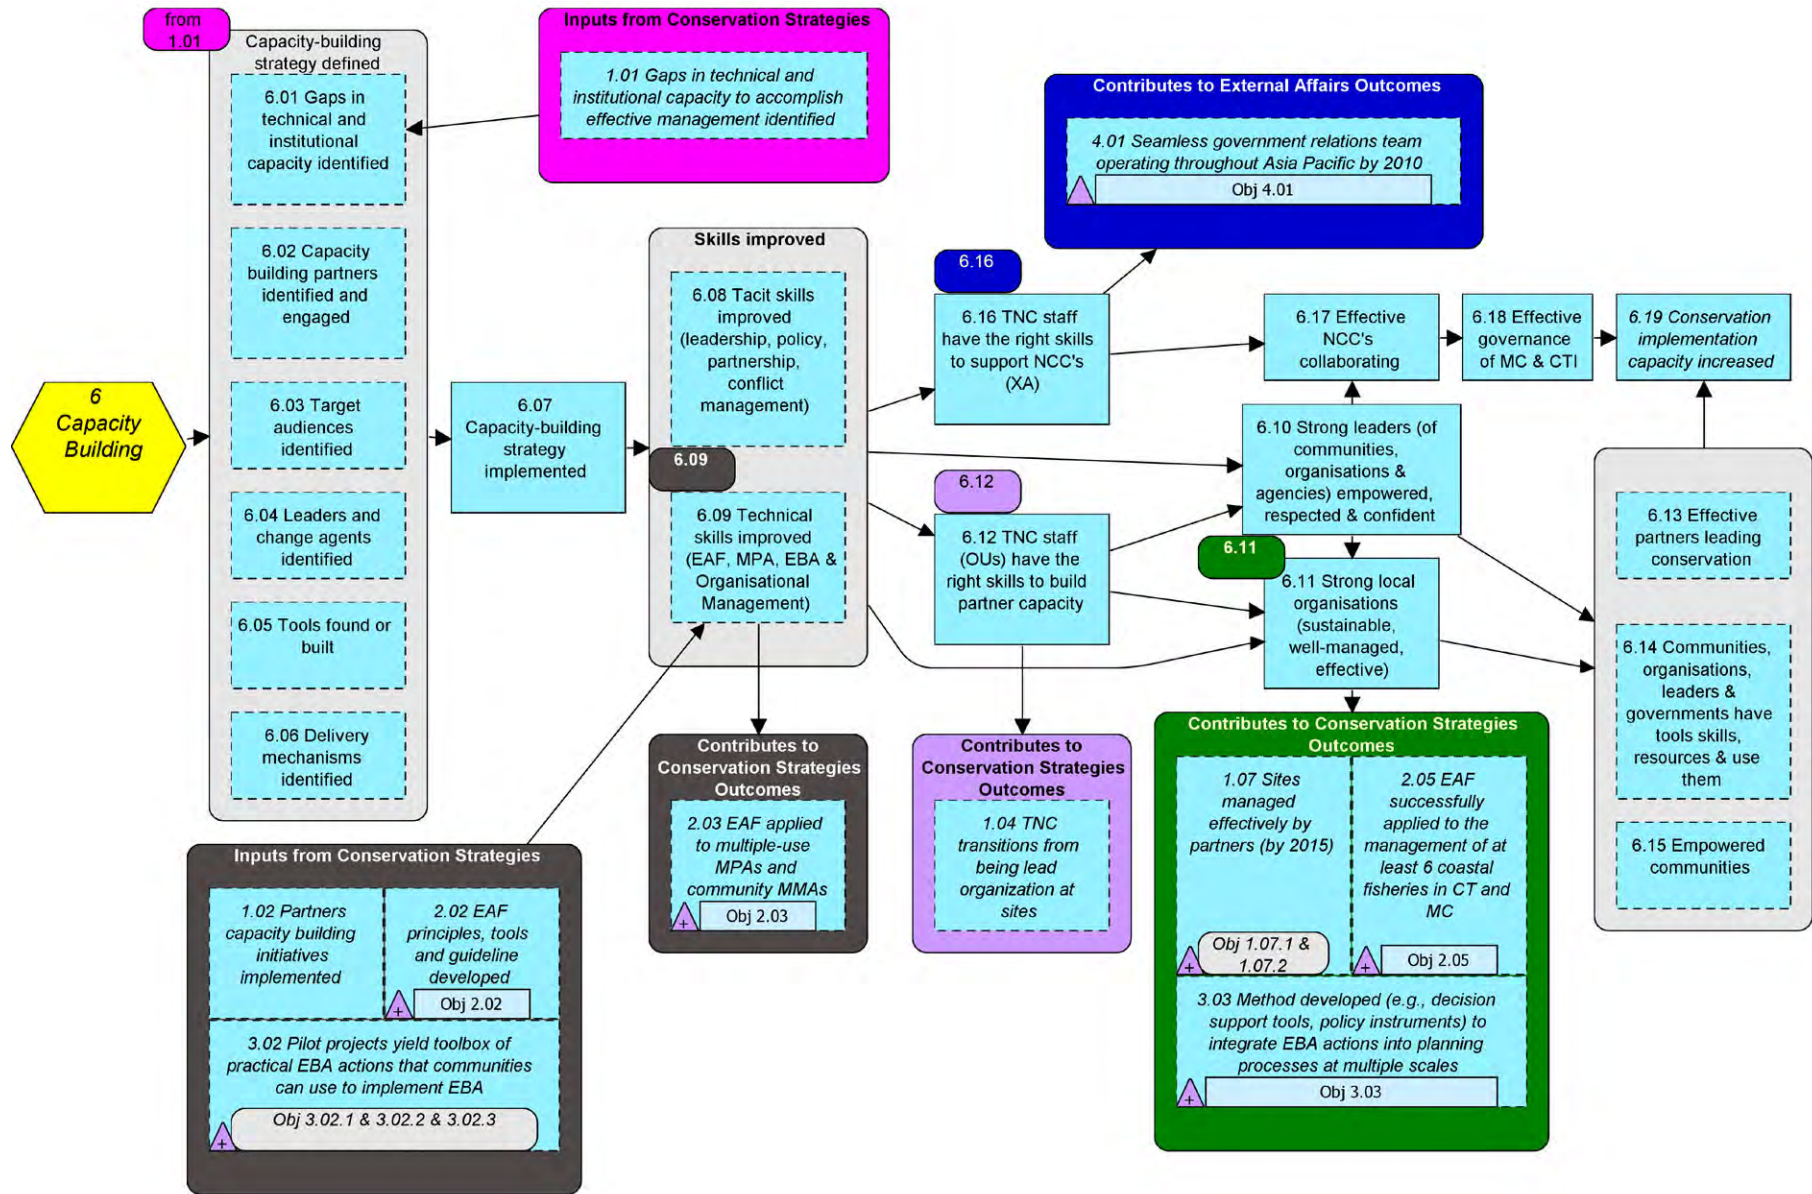 from
1.01
Capacity-building
strategy defined
6.01 Gaps in
technical and
institutional
capacity identified
6.02 Capacity
building partners
identified and
engaged
6.03 Target
audiences
identified
6.04 Leaders and
change agents
identified
6.05 Tools found or
built
6.06 Delivery
mechanisms
identified
Inputs from Conservation Strategies
1.01 Gaps in technical and
institutional capacity to accomplish
effective management identified
Contributes to External Affairs Outcomes
4.01 Seamless government relations team
operating throughout Asia Pacific by 2010
Obj 4.01
6
Capacity
Building
6.07
Capacity-building
strategy
implemented
Skills improved
6.08 Tacit skills
improved
(leadership, policy,
partnership,
conflict
management)
6.09
6.09 Technical
skills improved
(EAF, MPA, EBA &
Organisational
Management)
6.16
6.16 TNC staff
have the right skills
to support NCC's
(XA)
6.12
6.12 TNC staff
(OUs) have the
right skills to build
partner capacity
6.17 Effective
NCC's
collaborating
6.18 Effective
governance
of MC & CTI
6.19 Conservation
implementation
capacity increased
6.10 Strong leaders (of
communities,
organisations &
agencies) empowered,
respected & confident
6.11
6.11 Strong local
organisations
(sustainable,
well-managed,
effective)
6.13 Effective
partners leading
conservation
6.14 Communities,
organisations,
leaders &
governments have
tools skills,
resources & use
them
6.15 Empowered
communities
Inputs from Conservation Strategies
1.02 Partners
capacity building
initiatives
implemented
2.02 EAF
principles, tools
and guideline
developed
+
Obj 2.02
3.02 Pilot projects yield toolbox of
practical EBA actions that communities
can use to implement EBA
+
Obj 3.02.1 & 3.02.2 & 3.02.3
Contributes to
Conservation Strategies
Outcomes
2.03 EAF applied
to multiple-use
MPAs and
community MMAs
+
Obj 2.03
Contributes to
Conservation Strategies
Outcomes
1.04 TNC
transitions from
being lead
organization at
sites
Contributes to Conservation Strategies
Outcomes
1.07 Sites
managed
effectively by
partners (by 2015)
+
Obj 1.07.1 &
1.07.2
2.05 EAF
successfully
applied to the
management of at
least 6 coastal
fisheries in CT and
MC
+
Obj 2.05
3.03 Method developed (e.g., decision
support tools, policy instruments) to
integrate EBA actions into planning
processes at multiple scales
+
Obj 3.03